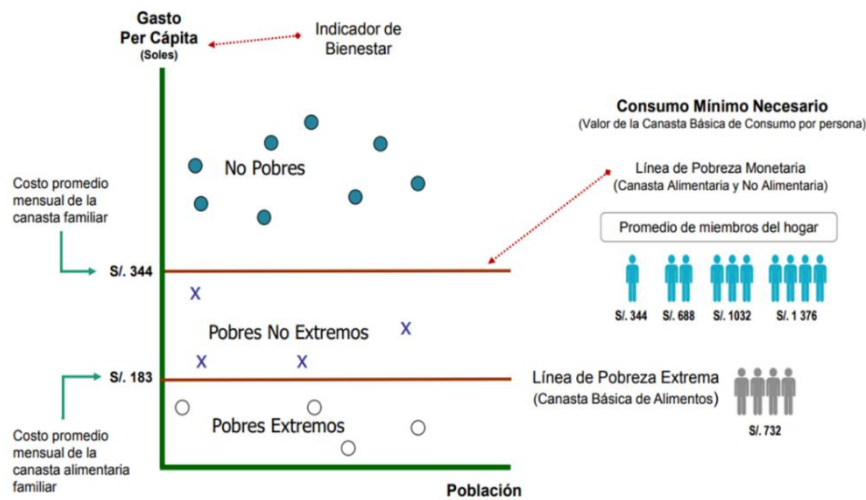 Gasto
Per Cápita
(Soles)
Indicador de
Bienestar
Consumo Mínimo Necesario
(Valor de la Canasta Básica de Consumo por persona)
No Pobres
Línea de Pobreza Monetaria
(Canasta Alimentaria y No Alimentaria)
Costo promedio
mensual de la
canasta familiar
Promedio de miembros del hogar
S/. 344
S/. 344
S/. 688
S/. 1032
S/. 1 376
X
X
Pobres No Extremos
X
X
S/. 183
Línea de Pobreza Extrema
(Canasta Básica de Alimentos)
Pobres Extremos
S/. 732
Costo promedio
mensual de la
canasta alimentaria
familiar
Población